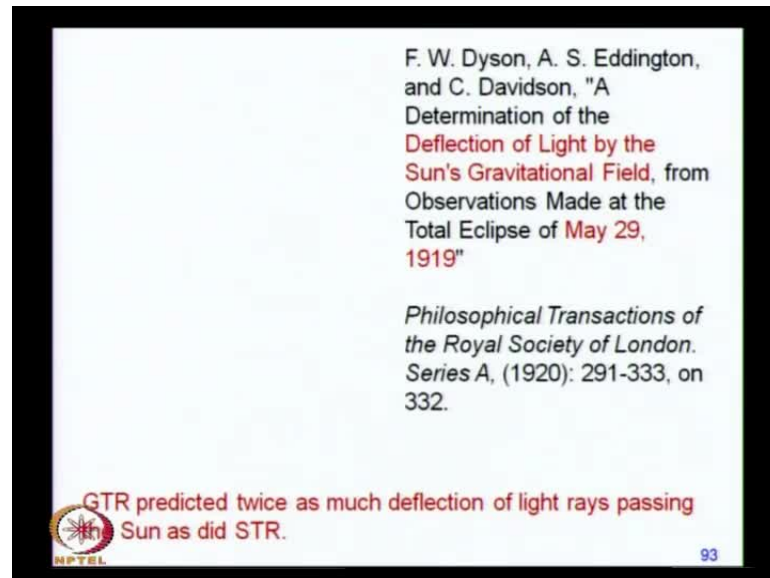 F. W. Dyson, A. S. Eddington,
and C. Davidson, "A
Determination of the
Deflection of Light by the
Sun's Gravitational Field, from
Observations Made at the
Total Eclipse of May 29,
1919"
Philosophical Transactions of
the Royal Society of London.
Series A, (1920): 291-333, on
332.
GTR predicted twice as much deflection of light rays passing
the Sun as did STR.
NPTEL
93